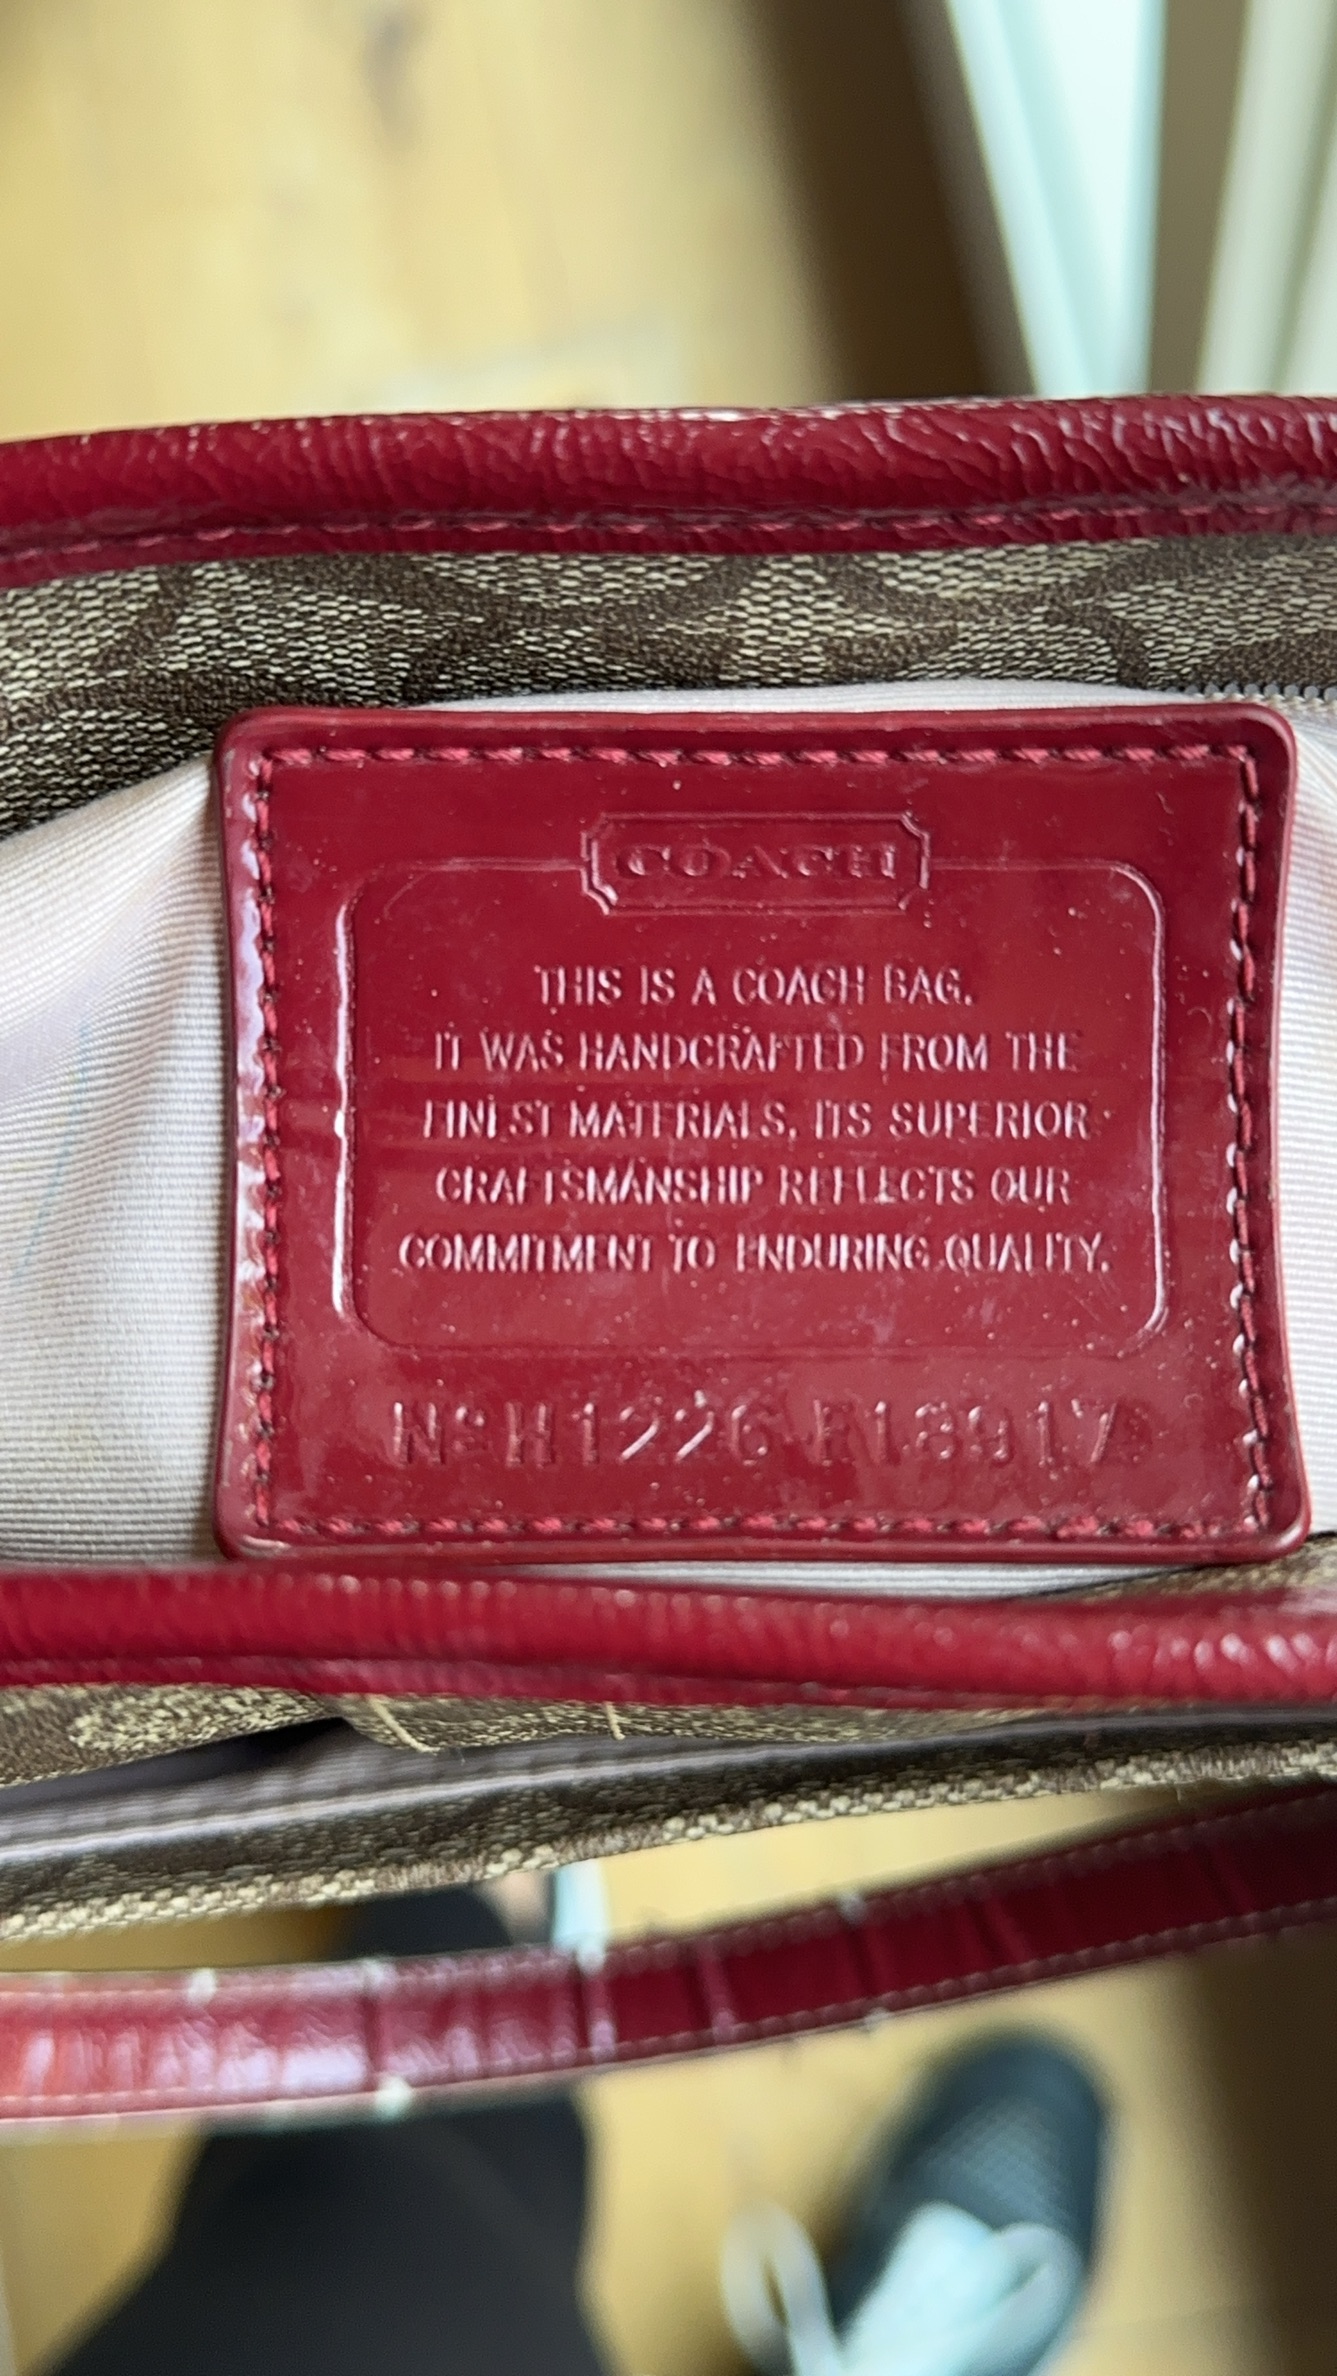 COACH
THIS IS A COACH BAG.
IT WAS HANDCRAFTED FROM THE
FINEST MATERIALS. ITS SUPERIOR
CRAFTSMANSHIP REFLECTS OUR
COMMITMENT TO ENDURING QUALITY.
Nº H1226-F18917